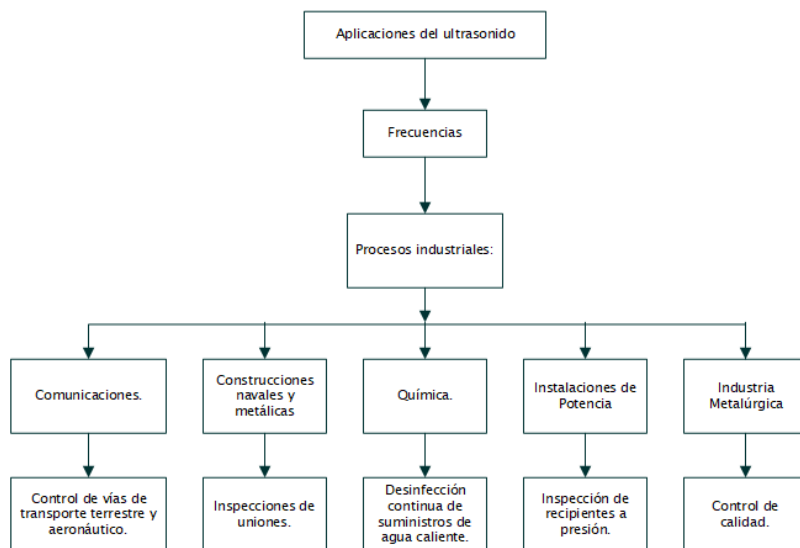 Aplicaciones del ultrasonido
Frecuencias
Procesos industriales:
Comunicaciones.
Construcciones
navales y
metálicas
Química.
Instalaciones de
Potencia
Industria
Metalúrgica
Control de vías de
transporte terrestre y
aeronáutico.
Inspecciones de
uniones.
Desinfección
continua de
suministros de
agua caliente.
Inspección de
recipientes a
presión.
Control de
calidad.